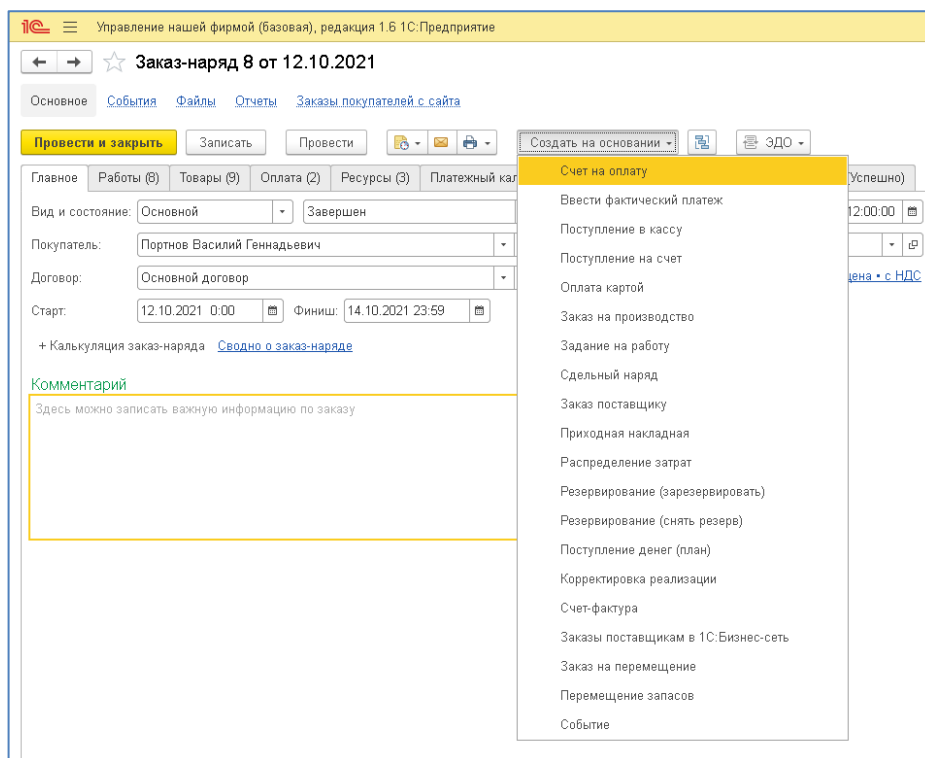 1С Управление нашей фирмой (базовая), редакция 1.6 1С:Предприятие
Заказ-наряд 8 от 12.10.2021
Основное События Файлы Отчеты Заказы покупателей с сайта
Провести и закрыть Записать Провести Создать на основании ЭДО
Главное Работы (8) Товары (9) Оплата (2) Ресурсы (3) Платежный кал Успешно)
Вид и состояние: Основной Завершен 12:00:00
Покупатель: Портнов Василий Геннадьевич
Договор: Основной договор цена • с НДС
Старт: 12.10.2021 0:00 Финиш: 14.10.2021 23:59
+ Калькуляция заказ-наряда Сводно о заказ-наряде
Комментарий
Здесь можно записать важную информацию по заказу
Счет на оплату
Ввести фактический платеж
Поступление в кассу
Поступление на счет
Оплата картой
Заказ на производство
Задание на работу
Сдельный наряд
Заказ поставщику
Приходная накладная
Распределение затрат
Резервирование (зарезервировать)
Резервирование (снять резерв)
Поступление денег (план)
Корректировка реализации
Счет-фактура
Заказы поставщикам в 1С:Бизнес-сеть
Заказ на перемещение
Перемещение запасов
Событие